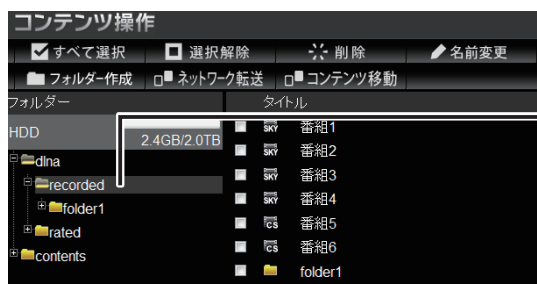 コンテンツ操作
すべて選択 選択解除 削除 名前変更
フォルダー作成 ネットワーク転送 コンテンツ移動
フォルダー タイトル
HDD 2.4GB/2.0TB
dlna
recorded
folder1
rated
contents
SKY 番組1
SKY 番組2
SKY 番組3
SKY 番組4
CS 番組5
CS 番組6
folder1